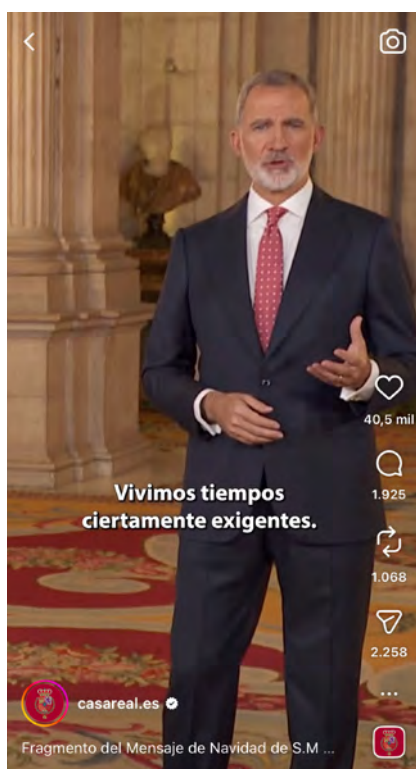 40,5 mil
1.925
Vivimos tiempos
ciertamente exigentes.
1.068
2.258
casareal.es
Fragmento del Mensaje de Navidad de S.M ...